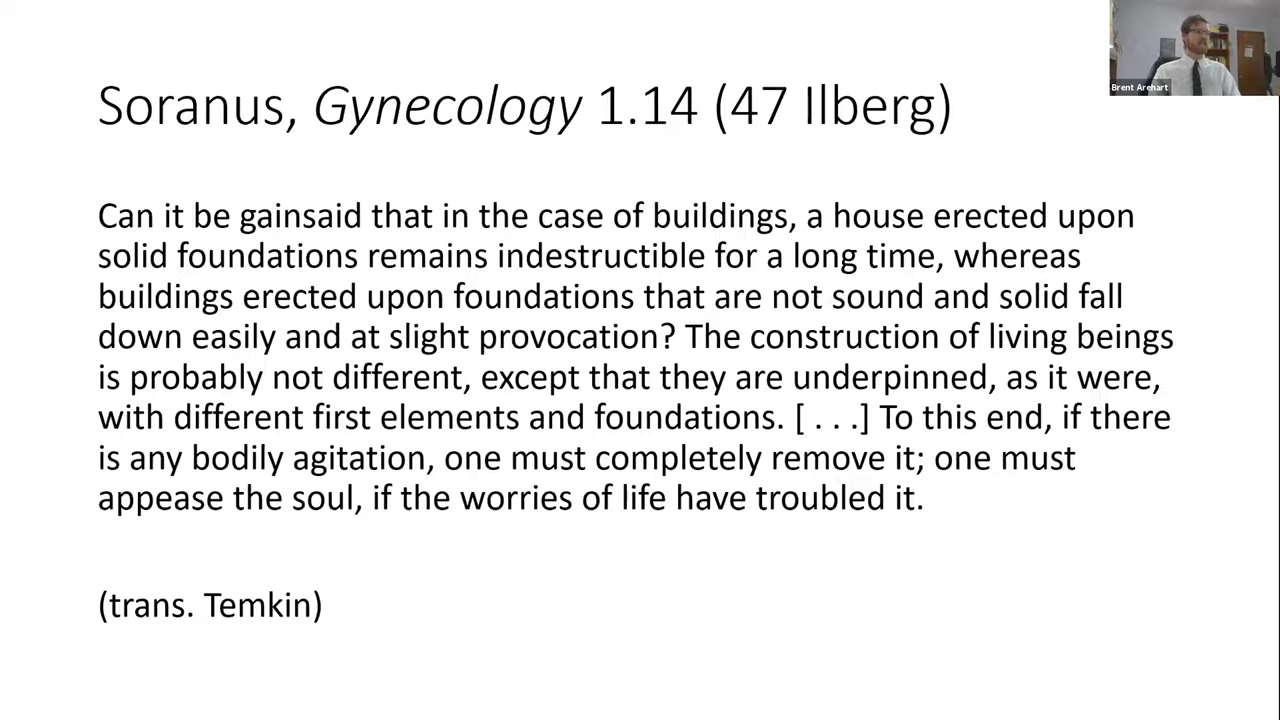 Brent Arehart
Soranus, Gynecology 1.14 (47 Ilberg)
Can it be gainsaid that in the case of buildings, a house erected upon
solid foundations remains indestructible for a long time, whereas
buildings erected upon foundations that are not sound and solid fall
down easily and at slight provocation? The construction of living beings
is probably not different, except that they are underpinned, as it were,
with different first elements and foundations. [ . . .] To this end, if there
is any bodily agitation, one must completely remove it; one must
appease the soul, if the worries of life have troubled it.
(trans. Temkin)